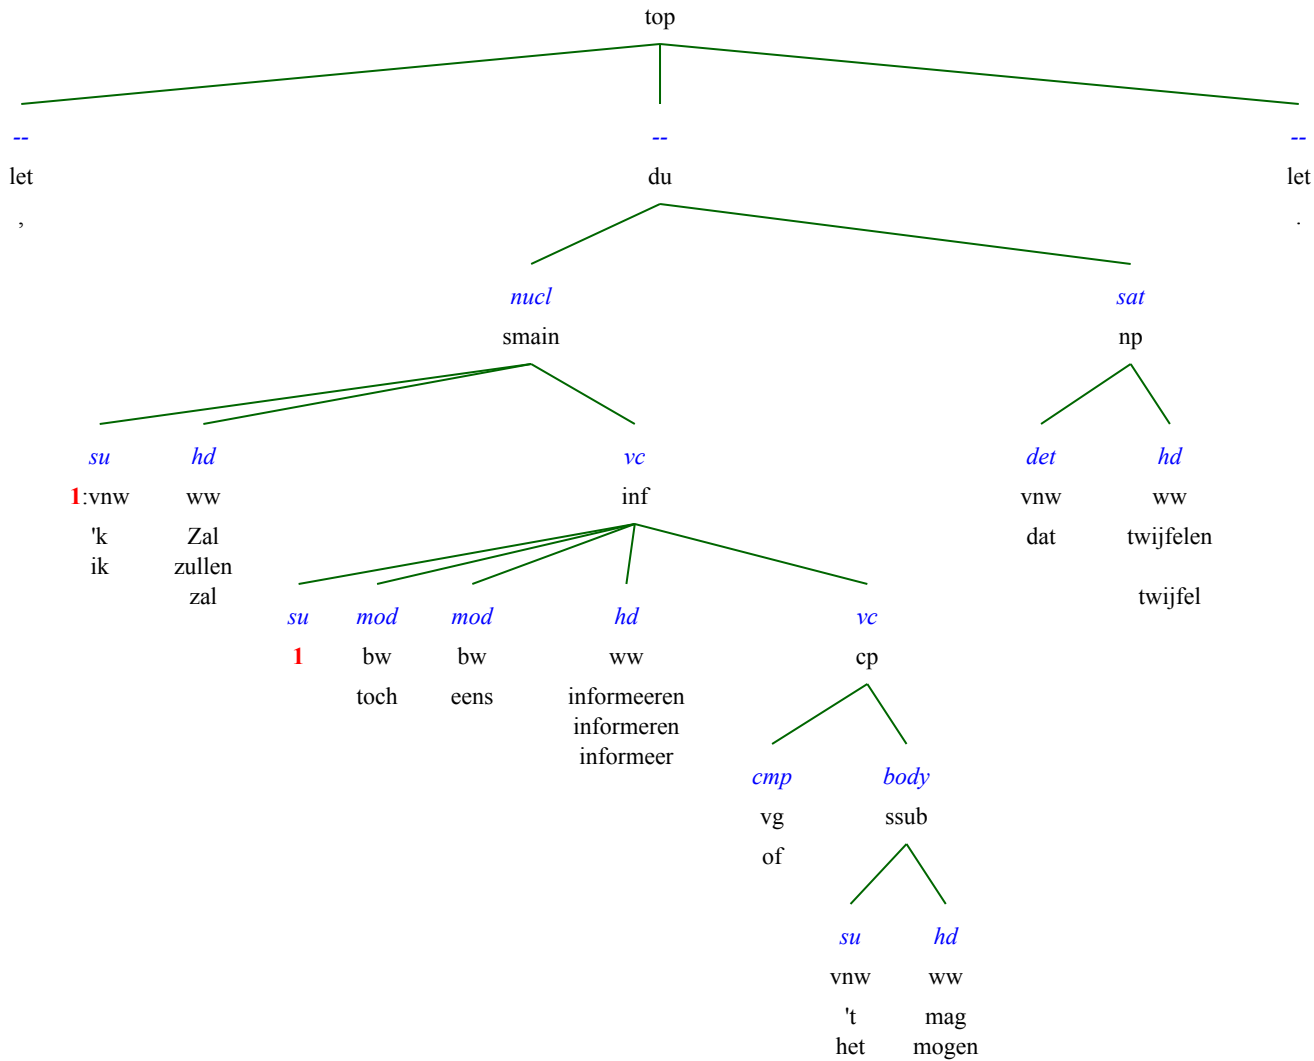 top
-- -- --
let du let
, .
nucl sat
smain np
su hd vc det hd
1:vnw ww inf vnw ww
'k Zal dat twijfelen
ik zullen
zal twijfel
su mod mod hd vc
1 bw bw ww cp
toch eens informeeren
informeren
informeer
cmp body
vg ssub
of
su hd
vnw ww
't mag
het mogen